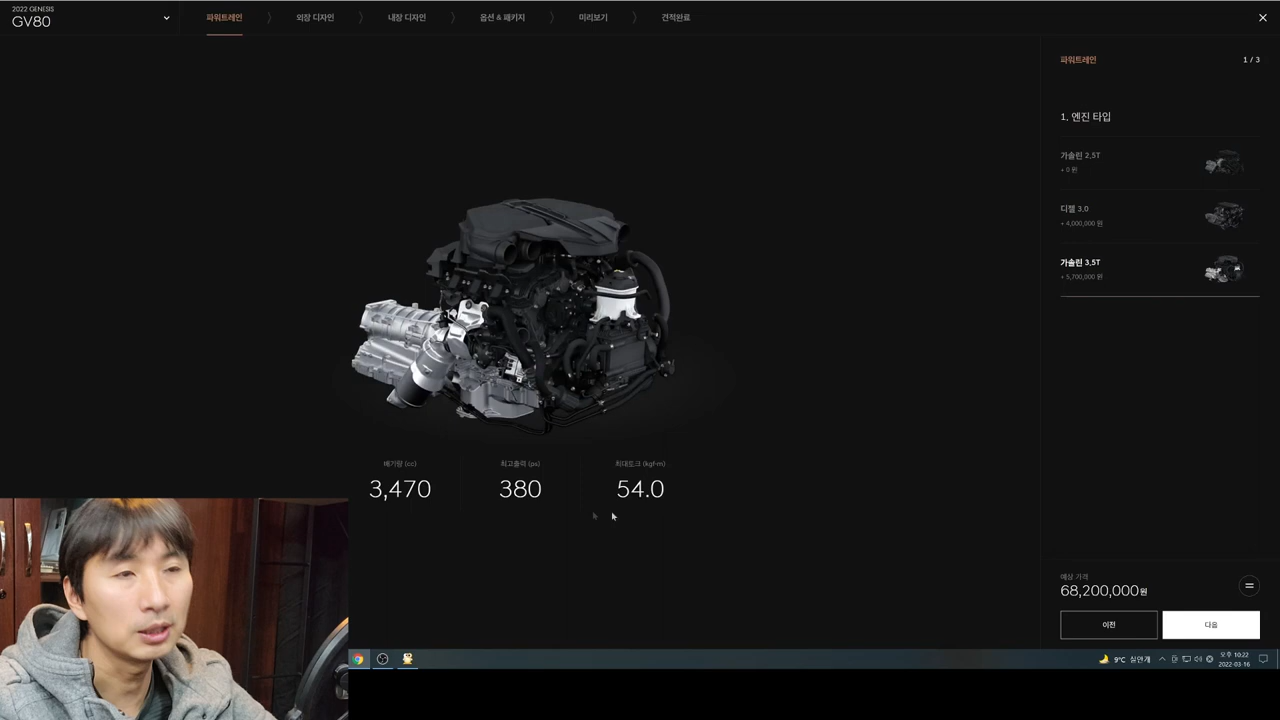 2022 GENESIS
GV80
파워트레인
외장 디자인
내장 디자인
옵션 & 패키지
미리보기
견적완료
파워트레인
1 / 3
1. 엔진 타입
가솔린 2.5T
+ 0 원
디젤 3.0
+ 4,000,000 원
가솔린 3.5T
+ 5,700,000 원
배기량 (cc)
3,470
최고출력 (ps)
380
최대토크 (kgf·m)
54.0
예상 가격
68,200,000원
이전
다음
9℃ 실안개
오후 10:22
2022-03-16